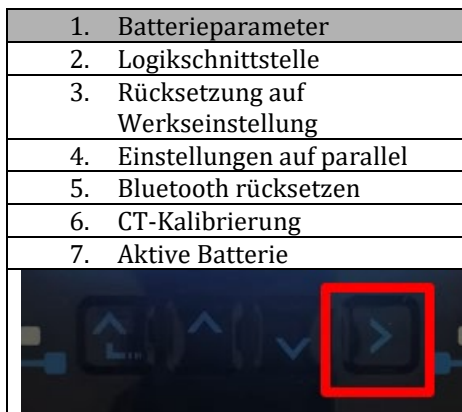 1. Batterieparameter
2. Logikschnittstelle
3. Rücksetzung auf
Werkseinstellung
4. Einstellungen auf parallel
5. Bluetooth rücksetzen
6. CT-Kalibrierung
7. Aktive Batterie